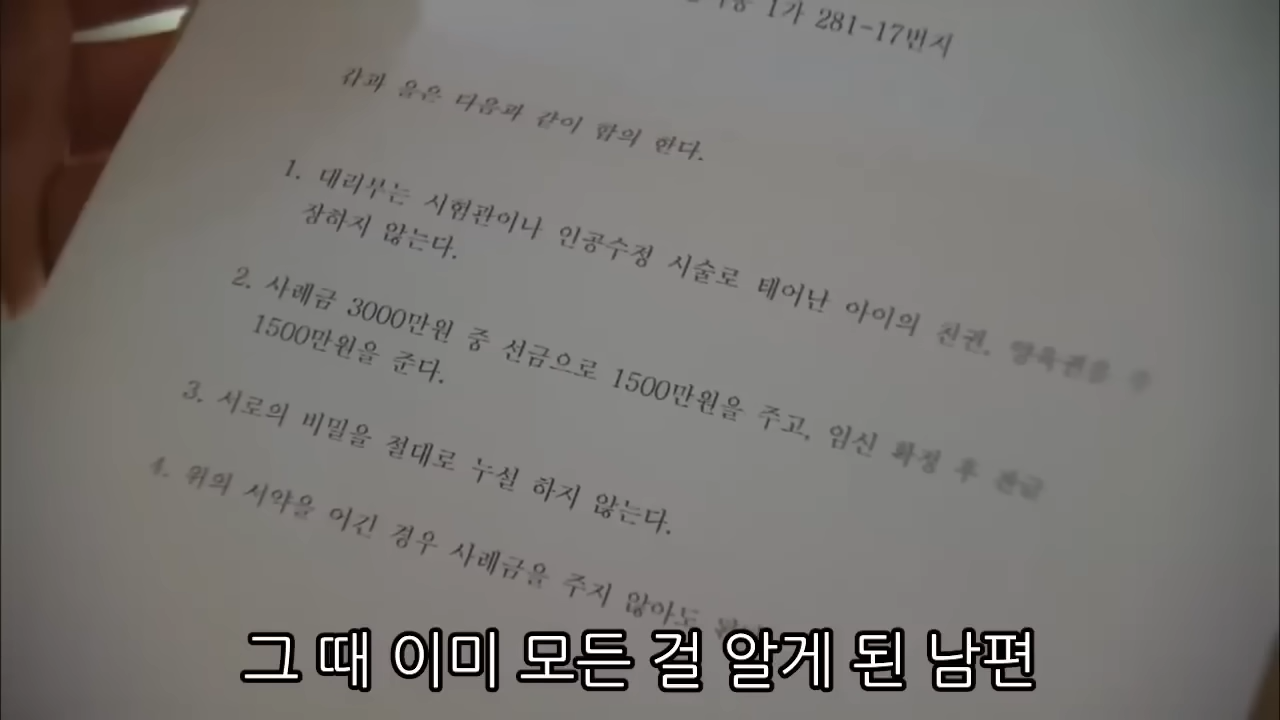 1가 281-17번지
갑과 을은 다음과 같이 합의 한다.
1. 대리부는 시험관이나 인공수정 시술로 태어난 아이의 친권, 양육권을 주
장하지 않는다.
2. 사례금 3000만원 중 선금으로 1500만원을 주고, 임신 확정 후 잔금
1500만원을 준다.
3. 서로의 비밀을 절대로 누설 하지 않는다.
4. 위의 서약을 어긴 경우 사례금을 주지 않아도
그 때 이미 모든 걸 알게 된 남편